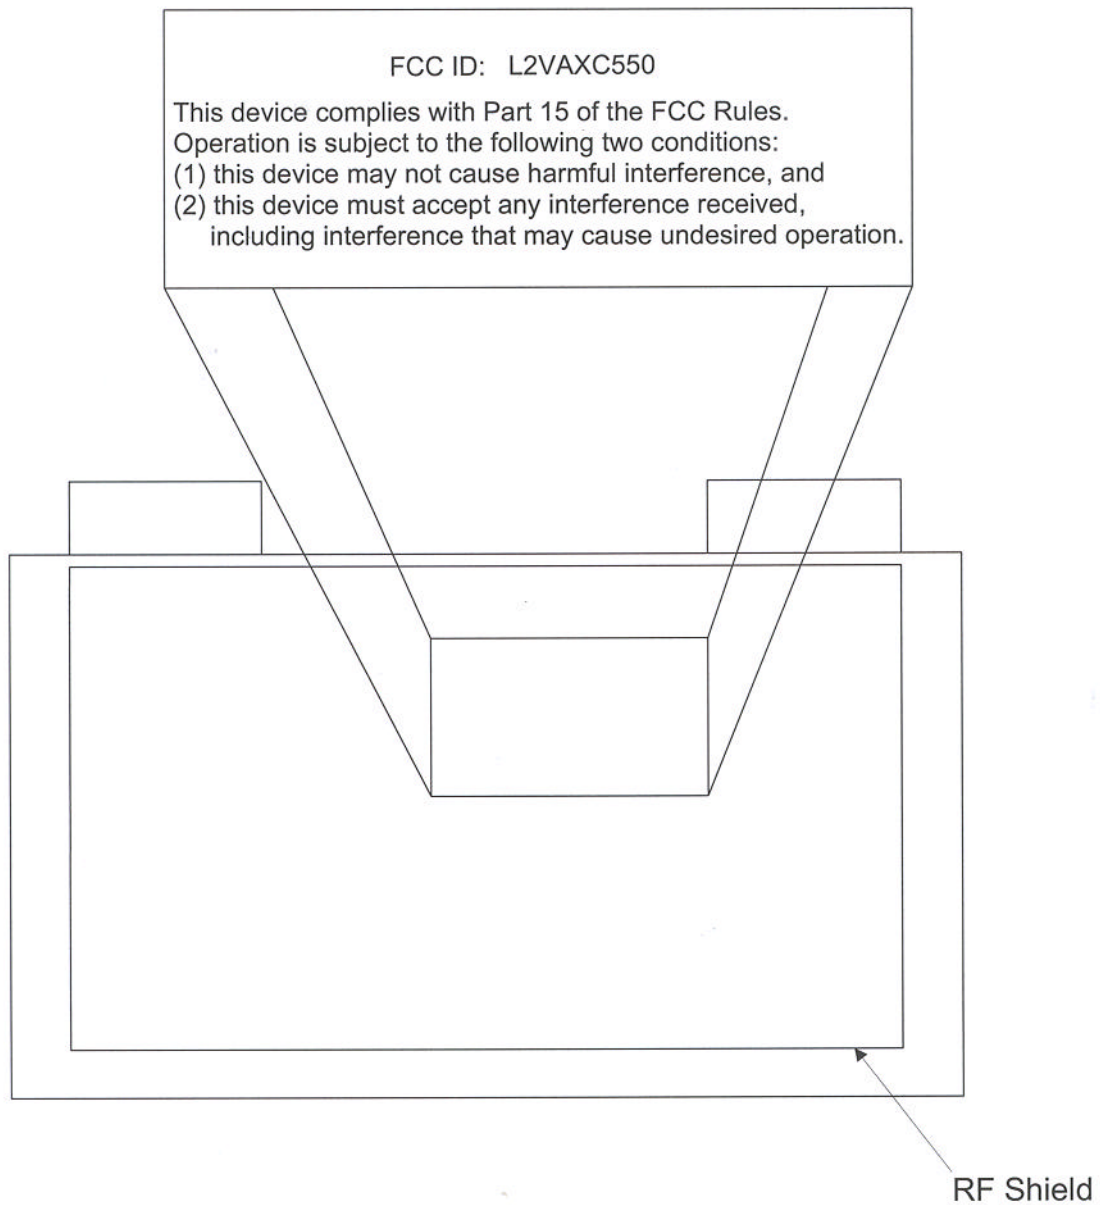 FCC ID: L2VAXC550
This device complies with Part 15 of the FCC Rules.
Operation is subject to the following two conditions:
(1) this device may not cause harmful interference, and
(2) this device must accept any interference received,
including interference that may cause undesired operation.
RF Shield